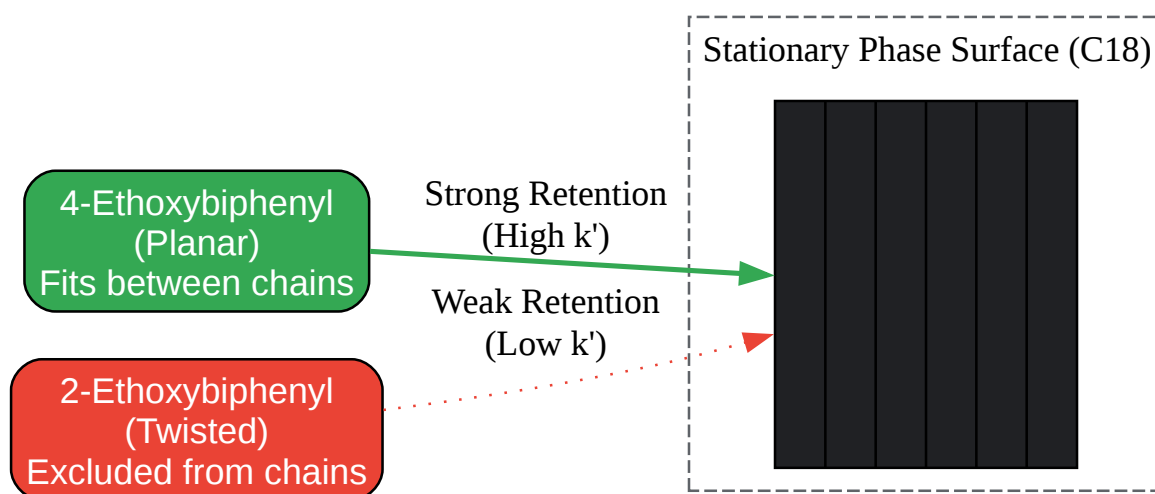 Stationary Phase Surface (C18)
4-Ethoxybiphenyl
(Planar)
Fits between chains
Strong Retention
(High k')
Weak Retention
(Low k')
2-Ethoxybiphenyl
(Twisted)
Excluded from chains